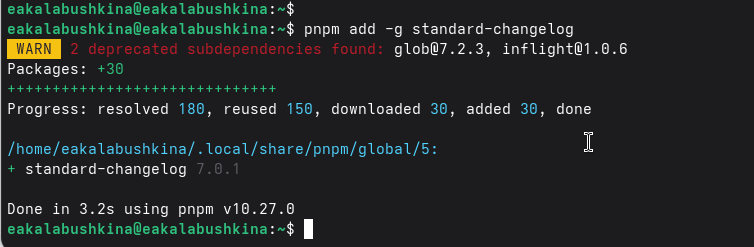 eakalabushkina@eakalabushkina:~$
eakalabushkina@eakalabushkina:~$ pnpm add -g standard-changelog
WARN 2 deprecated subdependencies found: glob@7.2.3, inflight@1.0.6
Packages: +30
++++++++++++++++++++++++++++++
Progress: resolved 180, reused 150, downloaded 30, added 30, done
/home/eakalabushkina/.local/share/pnpm/global/5:
+ standard-changelog 7.0.1
Done in 3.2s using pnpm v10.27.0
eakalabushkina@eakalabushkina:~$